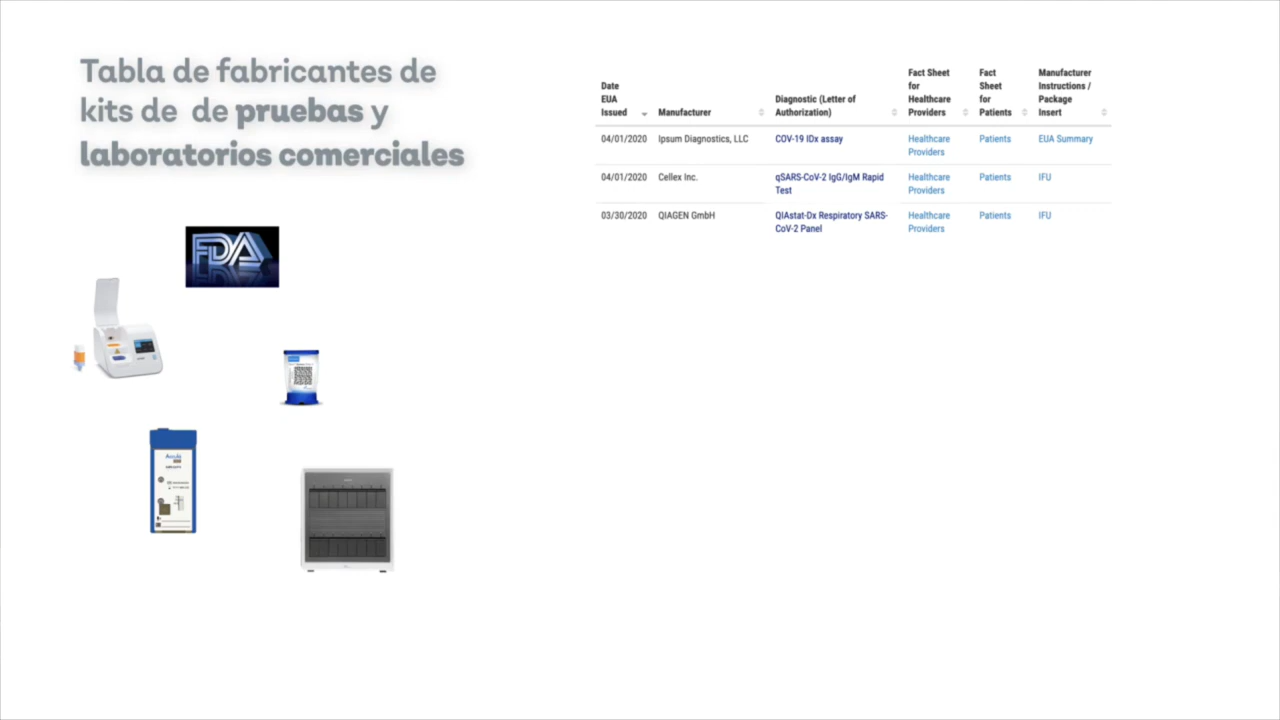 Tabla de fabricantes de
kits de de pruebas y
laboratorios comerciales
FDA
Date
EUA
Issued
Manufacturer
Diagnostic (Letter of
Authorization)
Fact Sheet
for
Healthcare
Providers
Fact
Sheet
for
Patients
Manufacturer
Instructions /
Package
Insert
04/01/2020 Ipsum Diagnostics, LLC COV-19 IDx assay Healthcare Patients EUA Summary
Providers
04/01/2020 Cellex Inc. qSARS-CoV-2 IgG/IgM Rapid Healthcare Patients IFU
Test Providers
03/30/2020 QIAGEN GmbH QIAstat-Dx Respiratory SARS- Healthcare Patients IFU
CoV-2 Panel Providers
Accula